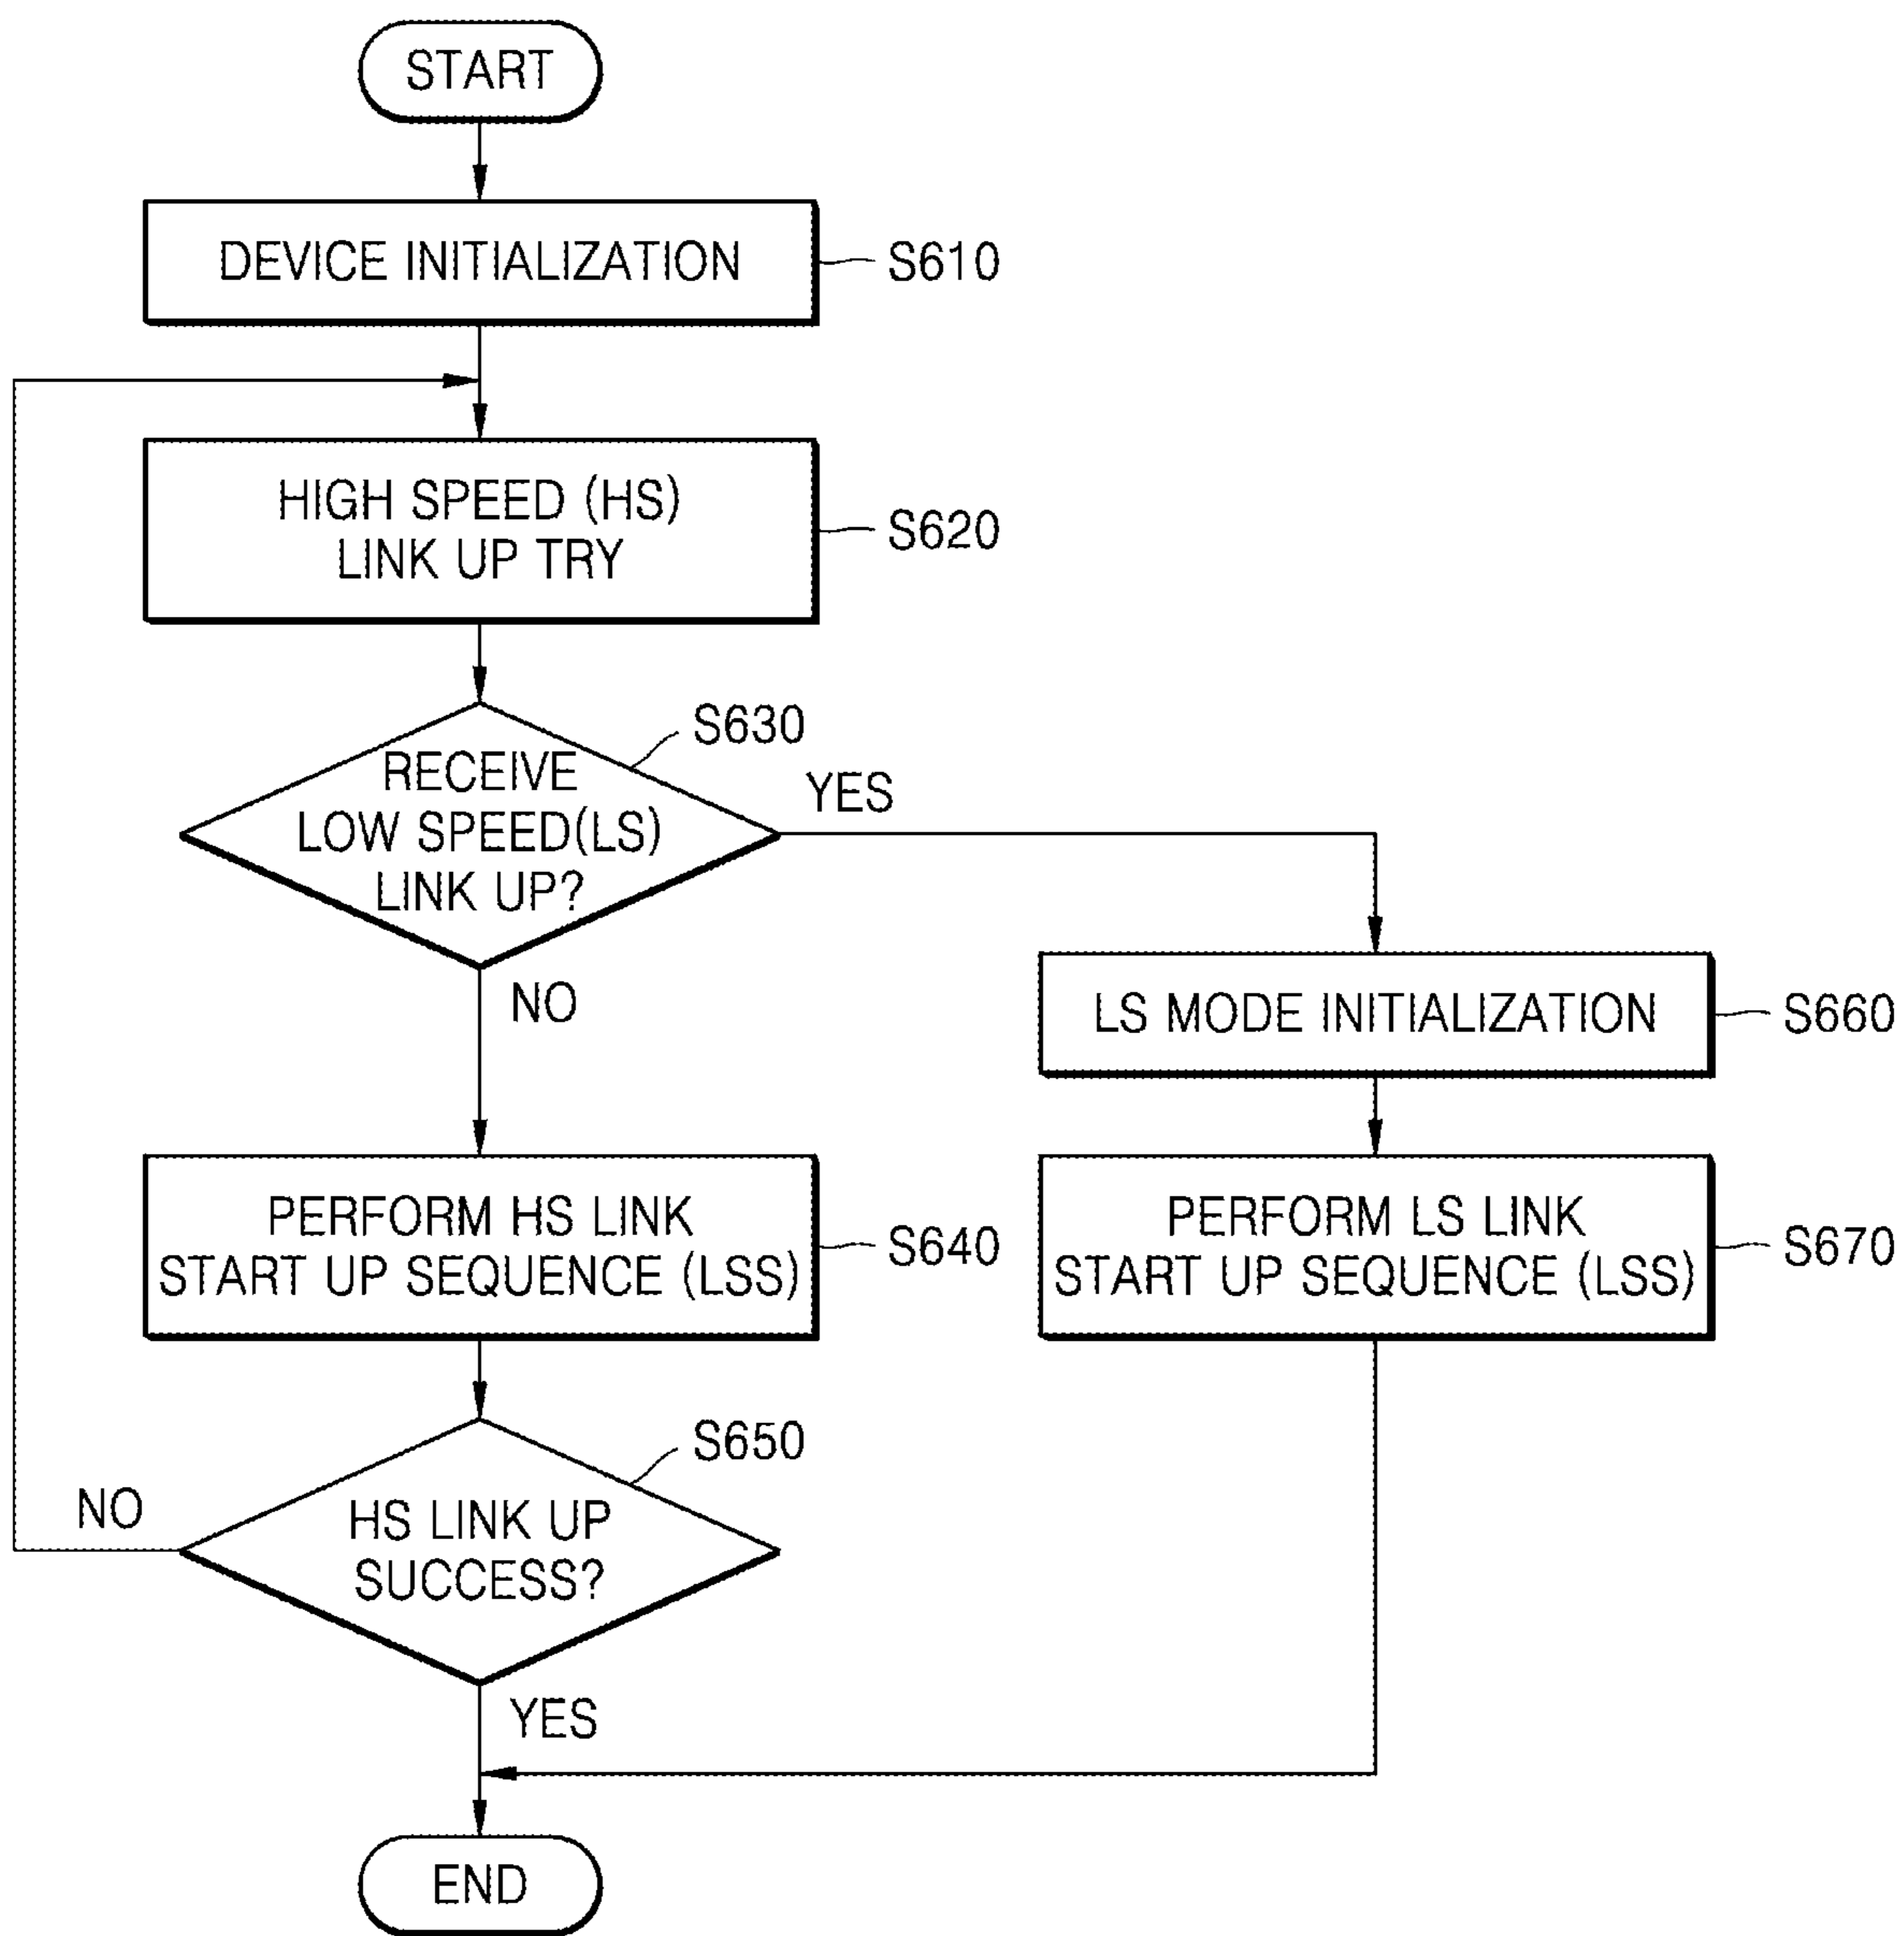 START
DEVICE INITIALIZATION
S610
HIGH SPEED (HS)
LINK UP TRY
S620
S630
RECEIVE
LOW SPEED(LS)
LINK UP?
YES
NO
LS MODE INITIALIZATION
S660
PERFORM HS LINK
START UP SEQUENCE (LSS)
S640
PERFORM LS LINK
START UP SEQUENCE (LSS)
S670
S650
HS LINK UP
SUCCESS?
NO
YES
END